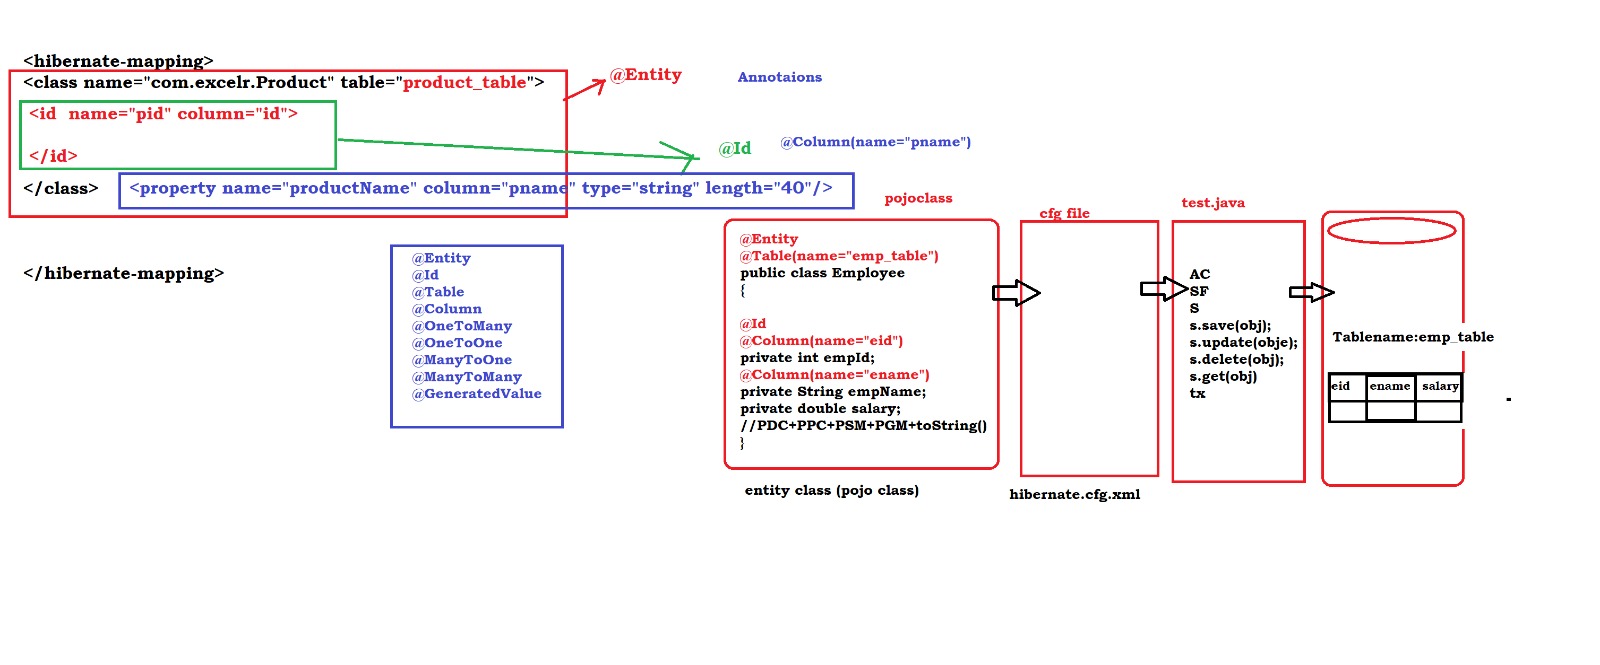 <hibernate-mapping>
<class name="com.excelr.Product" table="product_table">
@Entity
Annotaions
<id  name="pid" column="id">
</id>
@Id
@Column(name="pname")
</class>
<property name="productName" column="pname" type="string" length="40"/>
</hibernate-mapping>
@Entity
@Id
@Table
@Column
@OneToMany
@OneToOne
@ManyToOne
@ManyToMany
@GeneratedValue
pojoclass
@Entity
@Table(name="emp_table")
public class Employee
{
@Id
@Column(name="eid")
private int empId;
@Column(name="ename")
private String empName;
private double salary;
//PDC+PPC+PSM+PGM+toString()
}
entity class (pojo class)
cfg file
hibernate.cfg.xml
test.java
AC
SF
S
s.save(obj);
s.update(obje);
s.delete(obj);
s.get(obj)
tx
Tablename:emp_table
eid ename salary